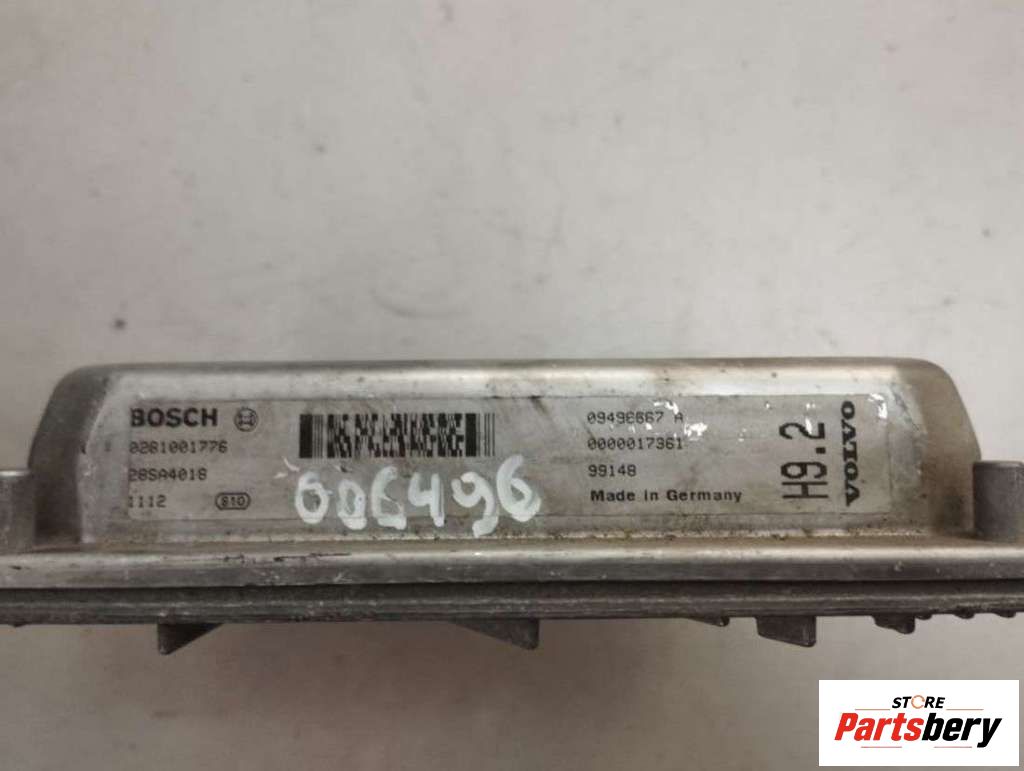 BOSCH
0281001776
28SA4018
1112 810
006496
09496667 A
0000017361
99148
Made in Germany
H9.2
VOLVO
STORE
Partsbery